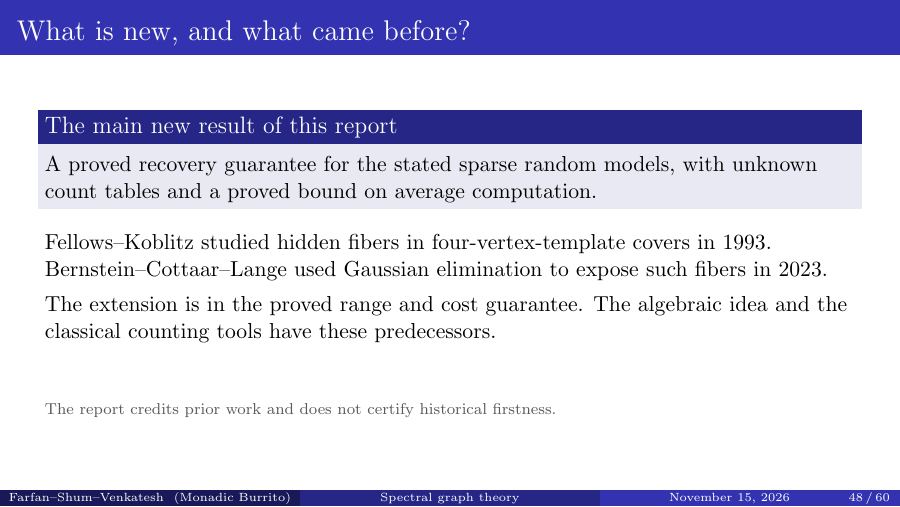 What is new, and what came before?
The main new result of this report
A proved recovery guarantee for the stated sparse random models, with unknown
count tables and a proved bound on average computation.
Fellows–Koblitz studied hidden fibers in four-vertex-template covers in 1993.
Bernstein–Cottaar–Lange used Gaussian elimination to expose such fibers in 2023.
The extension is in the proved range and cost guarantee. The algebraic idea and the
classical counting tools have these predecessors.
The report credits prior work and does not certify historical firstness.
Farfan–Shum–Venkatesh (Monadic Burrito) Spectral graph theory November 15, 2026 48 / 60